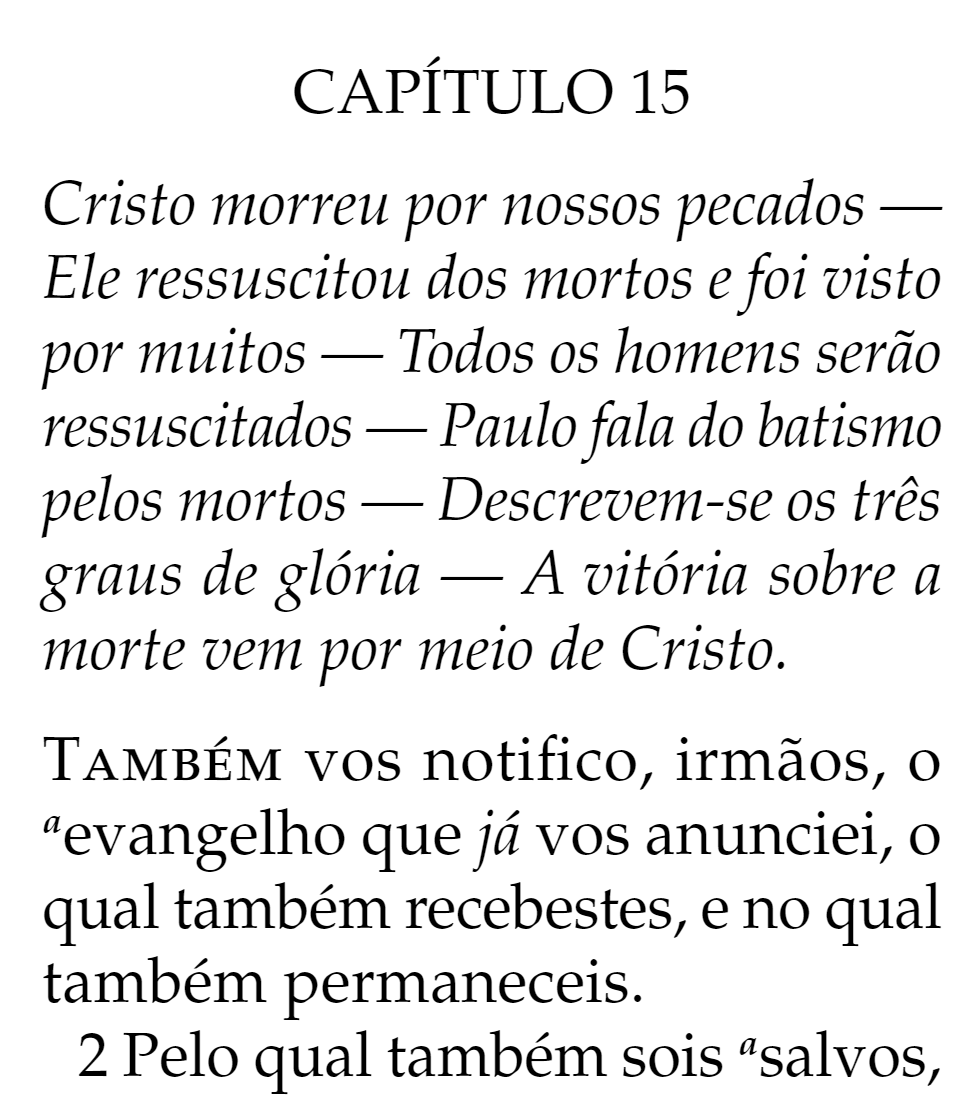 CAPÍTULO 15
Cristo morreu por nossos pecados —
Ele ressuscitou dos mortos e foi visto
por muitos — Todos os homens serão
ressuscitados — Paulo fala do batismo
pelos mortos — Descrevem-se os três
graus de glória — A vitória sobre a
morte vem por meio de Cristo.
TAMBÉM vos notifico, irmãos, o
ᵃevangelho que já vos anunciei, o
qual também recebestes, e no qual
também permaneceis.
2 Pelo qual também sois ᵃsalvos,